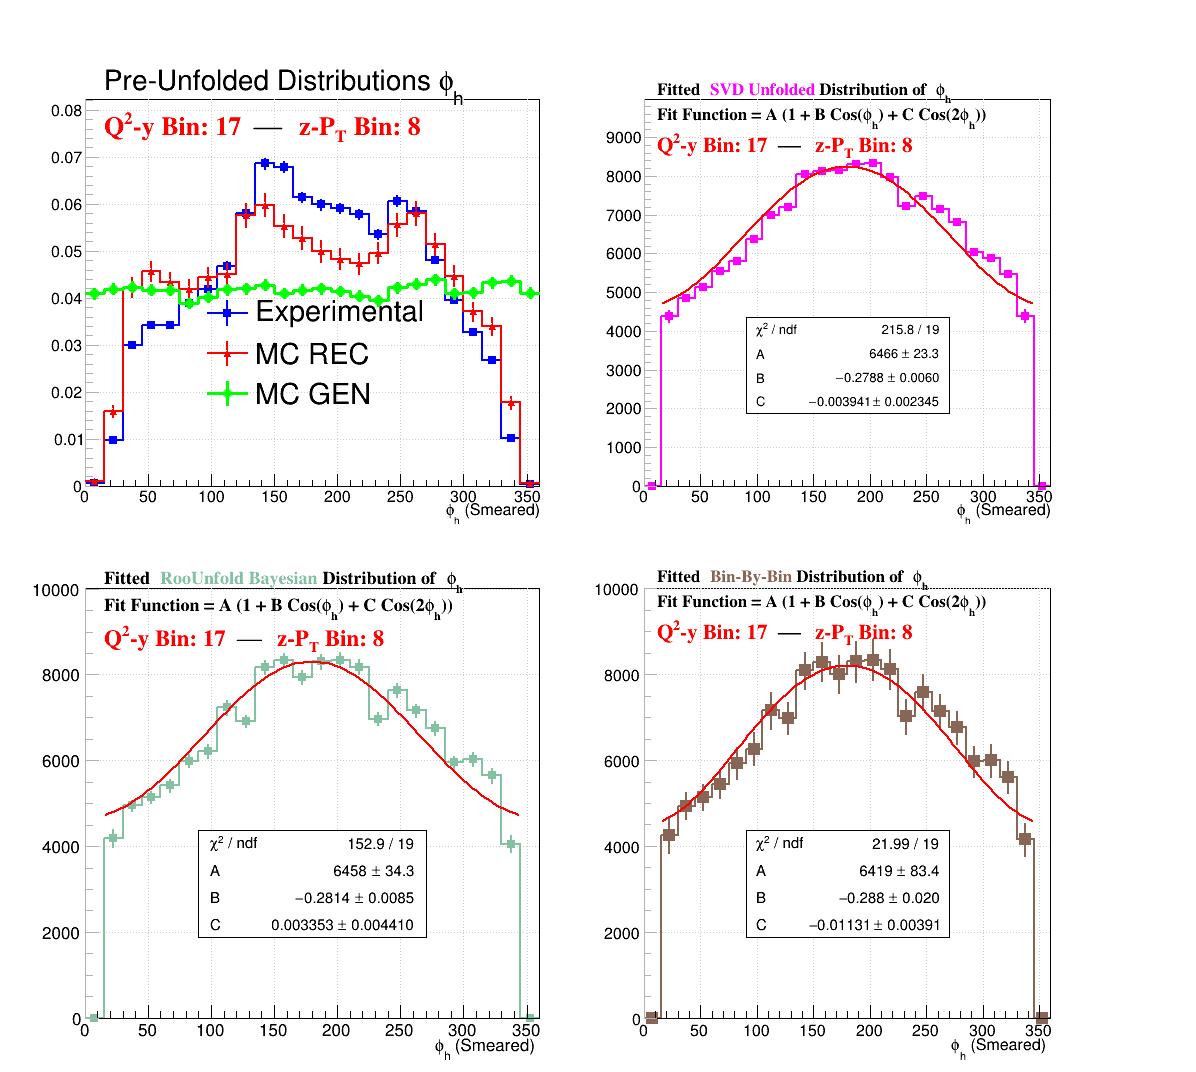 Pre-Unfolded Distributions ϕh
Q²-y Bin: 17 — z-PT Bin: 8
0.08
0.07
0.06
0.05
0.04
0.03
0.02
0.01
0
Experimental
MC REC
MC GEN
0 50 100 150 200 250 300 350
ϕh (Smeared)
Fitted SVD Unfolded Distribution of ϕh
Fit Function = A (1 + B Cos(ϕh) + C Cos(2ϕh))
Q²-y Bin: 17 — z-PT Bin: 8
9000
8000
7000
6000
5000
4000
3000
2000
1000
0
χ² / ndf 215.8 / 19
A 6466 ± 23.3
B −0.2788 ± 0.0060
C −0.003941 ± 0.002345
0 50 100 150 200 250 300 350
ϕh (Smeared)
Fitted RooUnfold Bayesian Distribution of ϕh
Fit Function = A (1 + B Cos(ϕh) + C Cos(2ϕh))
Q²-y Bin: 17 — z-PT Bin: 8
10000
8000
6000
4000
2000
0
χ² / ndf 152.9 / 19
A 6458 ± 34.3
B −0.2814 ± 0.0085
C 0.003353 ± 0.004410
0 50 100 150 200 250 300 350
ϕh (Smeared)
Fitted Bin-By-Bin Distribution of ϕh
Fit Function = A (1 + B Cos(ϕh) + C Cos(2ϕh))
Q²-y Bin: 17 — z-PT Bin: 8
10000
8000
6000
4000
2000
0
χ² / ndf 21.99 / 19
A 6419 ± 83.4
B −0.288 ± 0.020
C −0.01131 ± 0.00391
0 50 100 150 200 250 300 350
ϕh (Smeared)